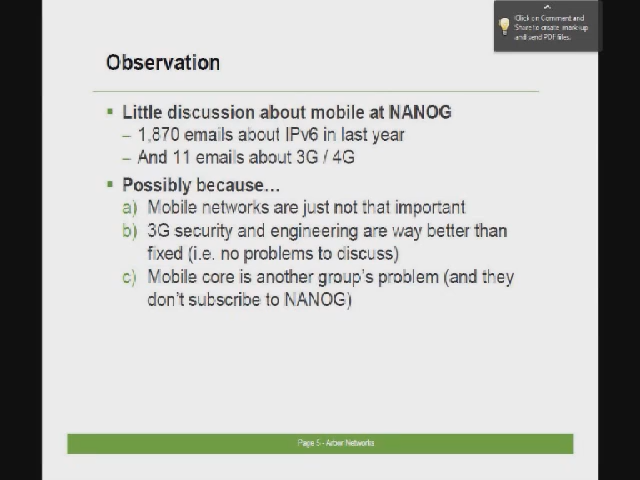 Click on Comment and
Share to create, mark-up
and send PDF files.
Observation
Little discussion about mobile at NANOG
– 1,870 emails about IPv6 in last year
– And 11 emails about 3G / 4G
Possibly because…
a) Mobile networks are just not that important
b) 3G security and engineering are way better than
fixed (i.e. no problems to discuss)
c) Mobile core is another group's problem (and they
don't subscribe to NANOG)
Page 5 - Arbor Networks